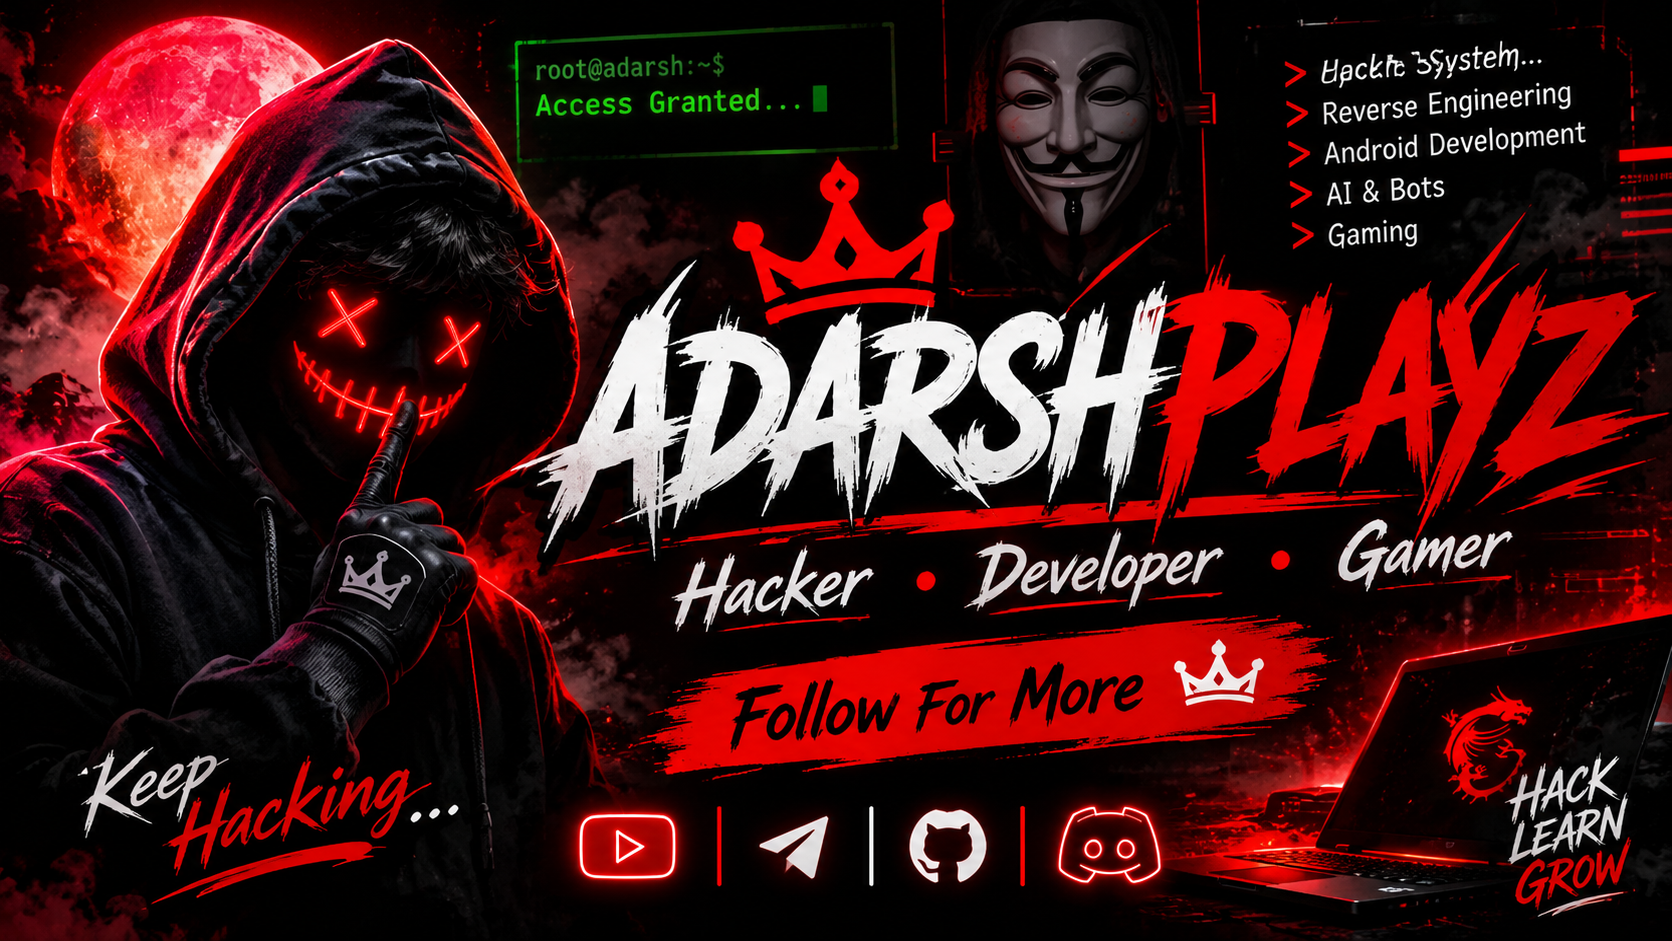 root@adarsh:~$
Access Granted...
> Reverse Engineering
> Android Development
> AI & Bots
> Gaming
ADARSHPLAYZ
Hacker • Developer • Gamer
Follow For More
Keep
Hacking...
HACK
LEARN
GROW